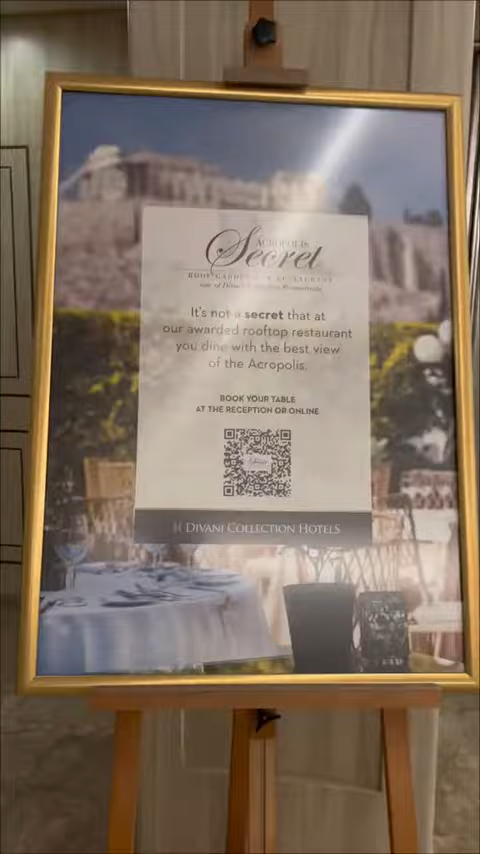 ACROPOLIS
Secret
ROOF GARDEN RESTAURANT
It's not a secret that at
our awarded rooftop restaurant
you dine with the best view
of the Acropolis.
BOOK YOUR TABLE
AT THE RECEPTION OR ONLINE
DIVANI COLLECTION HOTELS